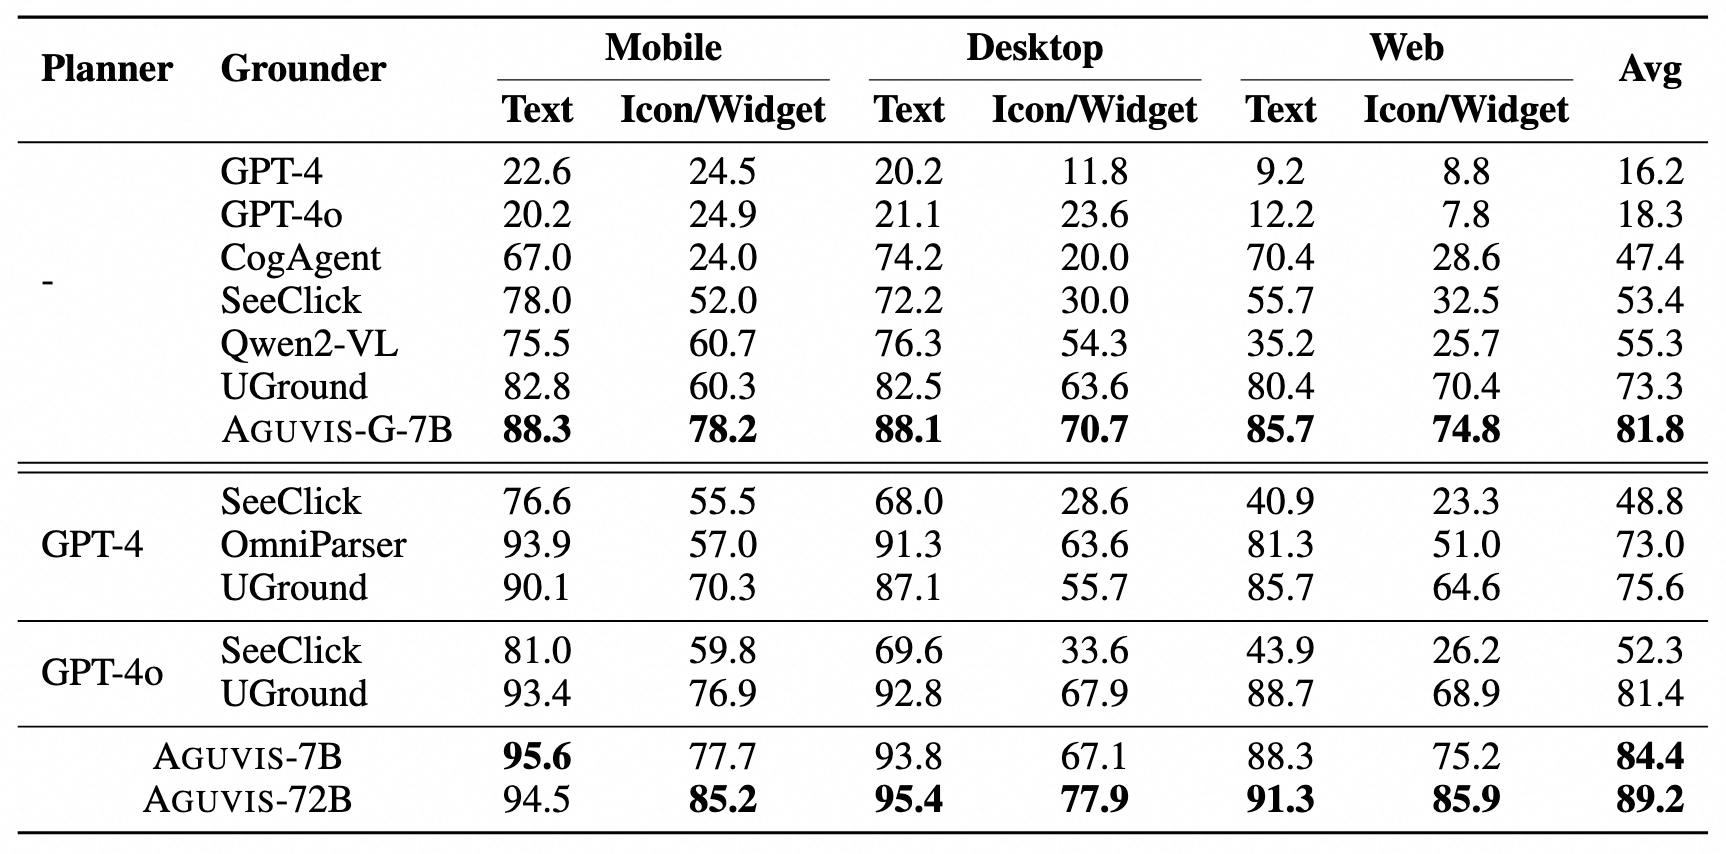 Planner Grounder Mobile Desktop Web Avg
Text Icon/Widget Text Icon/Widget Text Icon/Widget
GPT-4 22.6 24.5 20.2 11.8 9.2 8.8 16.2
GPT-4o 20.2 24.9 21.1 23.6 12.2 7.8 18.3
CogAgent 67.0 24.0 74.2 20.0 70.4 28.6 47.4
- SeeClick 78.0 52.0 72.2 30.0 55.7 32.5 53.4
Qwen2-VL 75.5 60.7 76.3 54.3 35.2 25.7 55.3
UGround 82.8 60.3 82.5 63.6 80.4 70.4 73.3
AGUVIS-G-7B 88.3 78.2 88.1 70.7 85.7 74.8 81.8
SeeClick 76.6 55.5 68.0 28.6 40.9 23.3 48.8
GPT-4 OmniParser 93.9 57.0 91.3 63.6 81.3 51.0 73.0
UGround 90.1 70.3 87.1 55.7 85.7 64.6 75.6
GPT-4o SeeClick 81.0 59.8 69.6 33.6 43.9 26.2 52.3
UGround 93.4 76.9 92.8 67.9 88.7 68.9 81.4
AGUVIS-7B 95.6 77.7 93.8 67.1 88.3 75.2 84.4
AGUVIS-72B 94.5 85.2 95.4 77.9 91.3 85.9 89.2